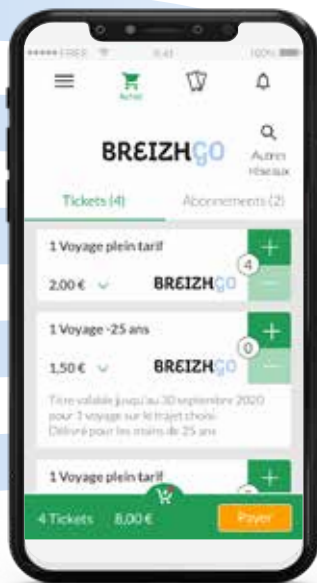 FREE 9:41 100%
Achat
BREIZHGO
Autres
réseaux
Tickets (4) Abonnements (2)
1 Voyage plein tarif
4
2,00 € BREIZHGO
1 Voyage -25 ans
0
1,50 € BREIZHGO
Titre valable jusqu'au 30 septembre 2020
pour 1 voyage sur le trajet choisi
Délivré pour les moins de 25 ans
1 Voyage plein tarif
4 Tickets 8,00 € Payer